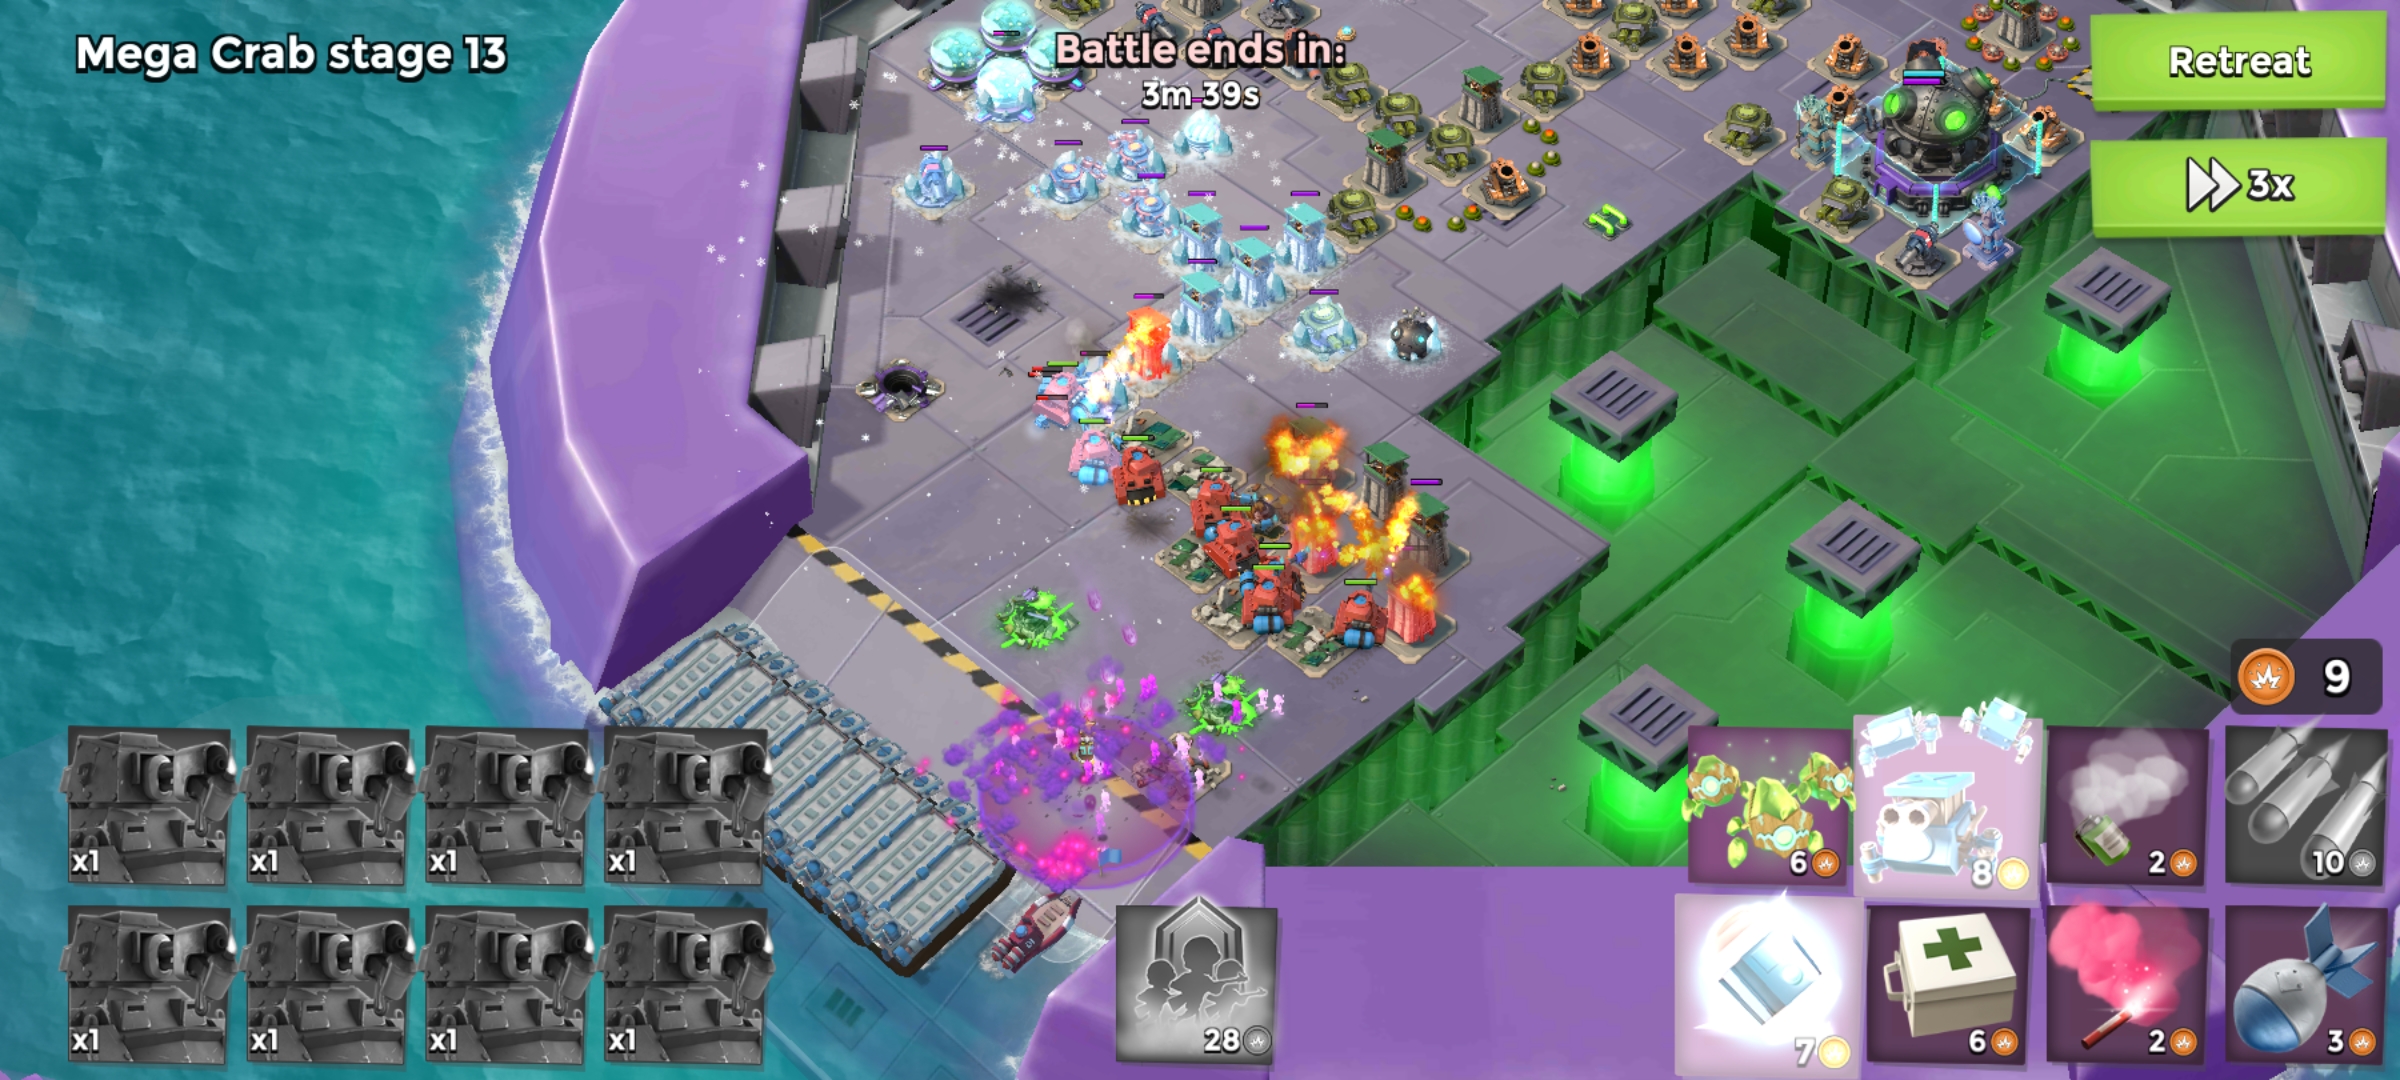 Mega Crab stage 13
Battle ends in:
3m 39s
Retreat
3x
9
x1
x1
x1
x1
6
8
2
10
x1
x1
x1
x1
28
7
6
2
3